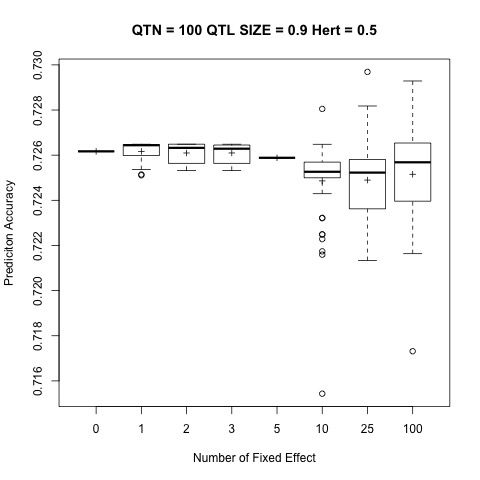 QTN = 100 QTL SIZE = 0.9 Hert = 0.5
0.730
0.728
0.726
0.724
0.722
0.720
0.718
0.716
Prediciton Accuracy
0 1 2 3 5 10 25 100
Number of Fixed Effect